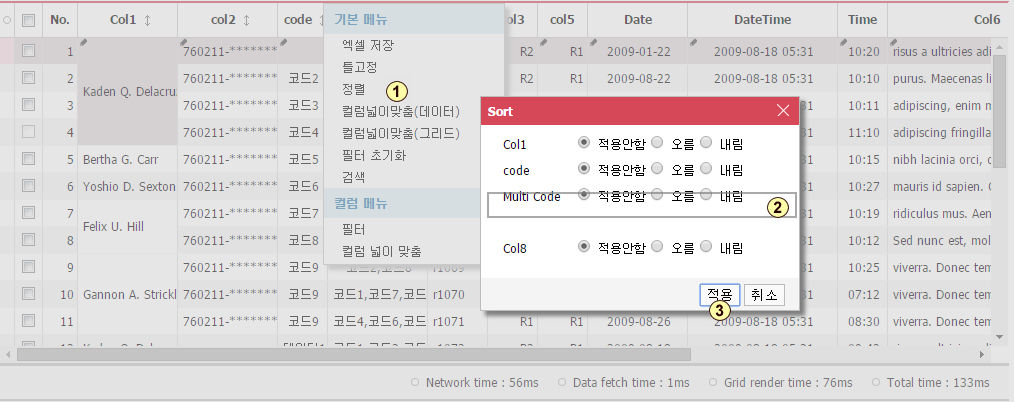 No. Col1 col2 code 기본 메뉴 col3 col5 Date DateTime Time Col6
1 760211-******* R2 R1 2009-01-22 2009-08-18 05:31 10:20 risus a ultricies adi
엑셀 저장
틀고정
2 Kaden Q. Delacru 760211-******* 코드2 R2 R1 2009-08-22 2009-08-18 05:31 10:10 purus. Maecenas li
정렬 1
3 760211-******* 코드3 10:11 adipiscing, enim m
컬럼넓이맞춤(데이터)
Sort
4 760211-******* 코드4 10:11 adipiscing fringilla
컬럼넓이맞춤(그리드)
Col1 적용안함 오름 내림
5 Bertha G. Carr 760211-******* 코드5 10:15 nibh lacinia orci, c
필터 초기화
code 적용안함 오름 내림
6 Yoshio D. Sexton 760211-******* 코드6 10:27 mauris id sapien. C
검색
Multi Code 적용안함 오름 내림
컬럼 메뉴
2
7 760211-******* 코드7 10:19 ridiculus mus. Aen
Felix U. Hill
필터
8 760211-******* 코드8 10:12 Sed nunc est, mol
컬럼 넓이 맞춤
Col8 적용안함 오름 내림
9 760211-******* 코드9 코드2,코드8,코드 r1069 10:25 viverra. Donec tem
10 Gannon A. Strickl 760211-******* 코드9 코드1,코드7,코드 r1070 07:12 viverra. Donec tem
적용 취소
3
11 760211-******* 코드9 코드4,코드6,코드 r1071 R1 R1 2009-08-26 2009-08-18 05:31 08:30 viverra. Donec tem
Network time : 56ms Data fetch time : 1ms Grid render time : 76ms Total time : 133ms